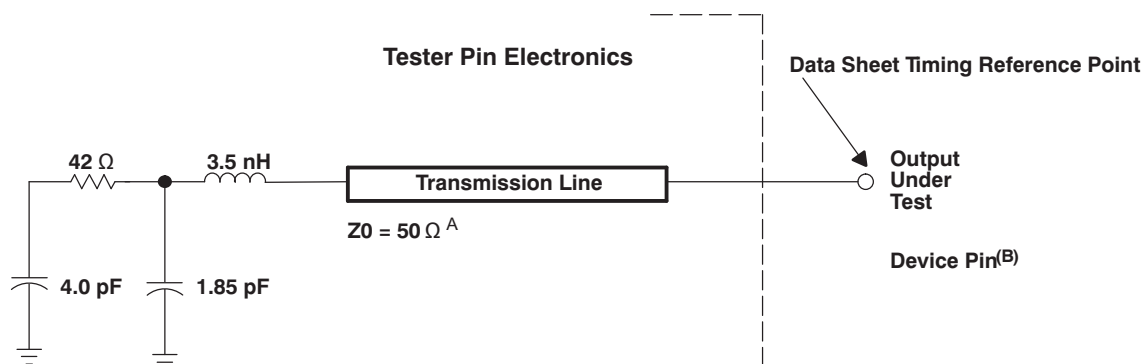 Tester Pin Electronics
Data Sheet Timing Reference Point
42 Ω
3.5 nH
Transmission Line
Output
Under
Test
Z0 = 50 Ω A
Device Pin(B)
4.0 pF
1.85 pF